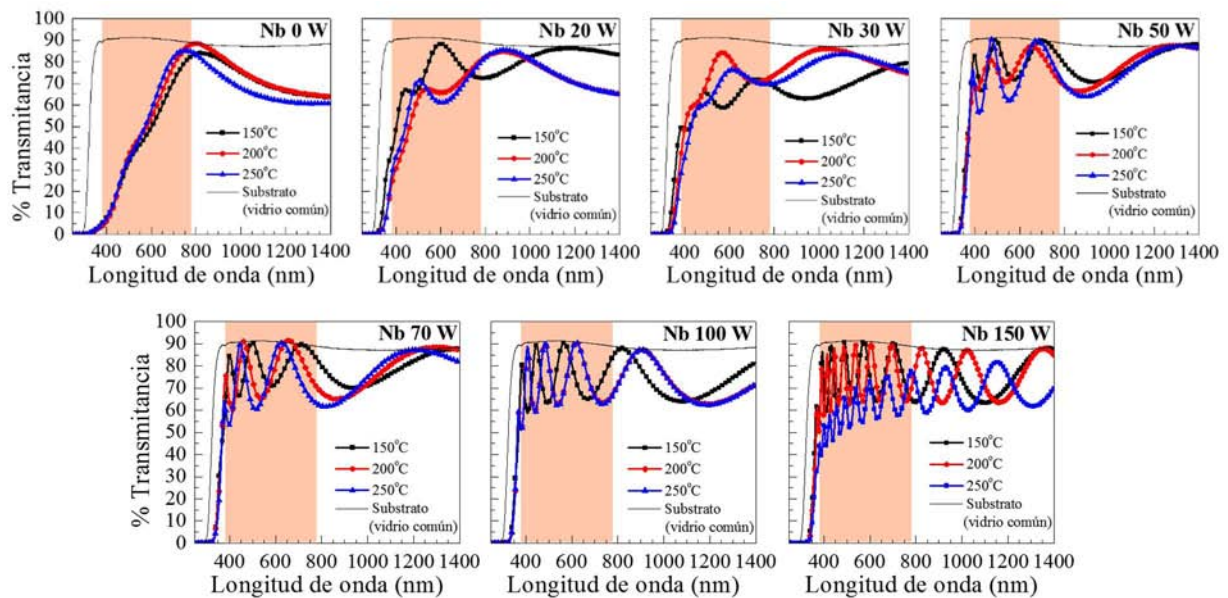 % Transmitancia
100
90
80
70
60
50
40
30
20
10
0
Nb 0 W
150°C
200°C
250°C
Substrato
(vidrio común)
400 600 800 1000 1200 1400
Longitud de onda (nm)
Nb 20 W
150°C
200°C
250°C
Substrato
(vidrio común)
400 600 800 1000 1200 1400
Longitud de onda (nm)
Nb 30 W
150°C
200°C
250°C
Substrato
(vidrio común)
400 600 800 1000 1200 1400
Longitud de onda (nm)
Nb 50 W
150°C
200°C
250°C
Substrato
(vidrio común)
400 600 800 1000 1200 1400
Longitud de onda (nm)
% Transmitancia
100
90
80
70
60
50
40
30
20
10
0
Nb 70 W
150°C
200°C
250°C
Substrato
(vidrio común)
400 600 800 1000 1200 1400
Longitud de onda (nm)
Nb 100 W
150°C
200°C
250°C
Substrato
(vidrio común)
400 600 800 1000 1200 1400
Longitud de onda (nm)
Nb 150 W
150°C
200°C
250°C
Substrato
(vidrio común)
400 600 800 1000 1200 1400
Longitud de onda (nm)